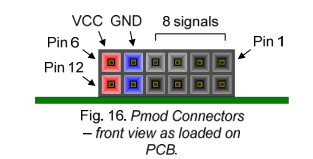 VCC GND 8 signals
Pin 6 Pin 1
Pin 12
Fig. 16. Pmod Connectors
– front view as loaded on
PCB.